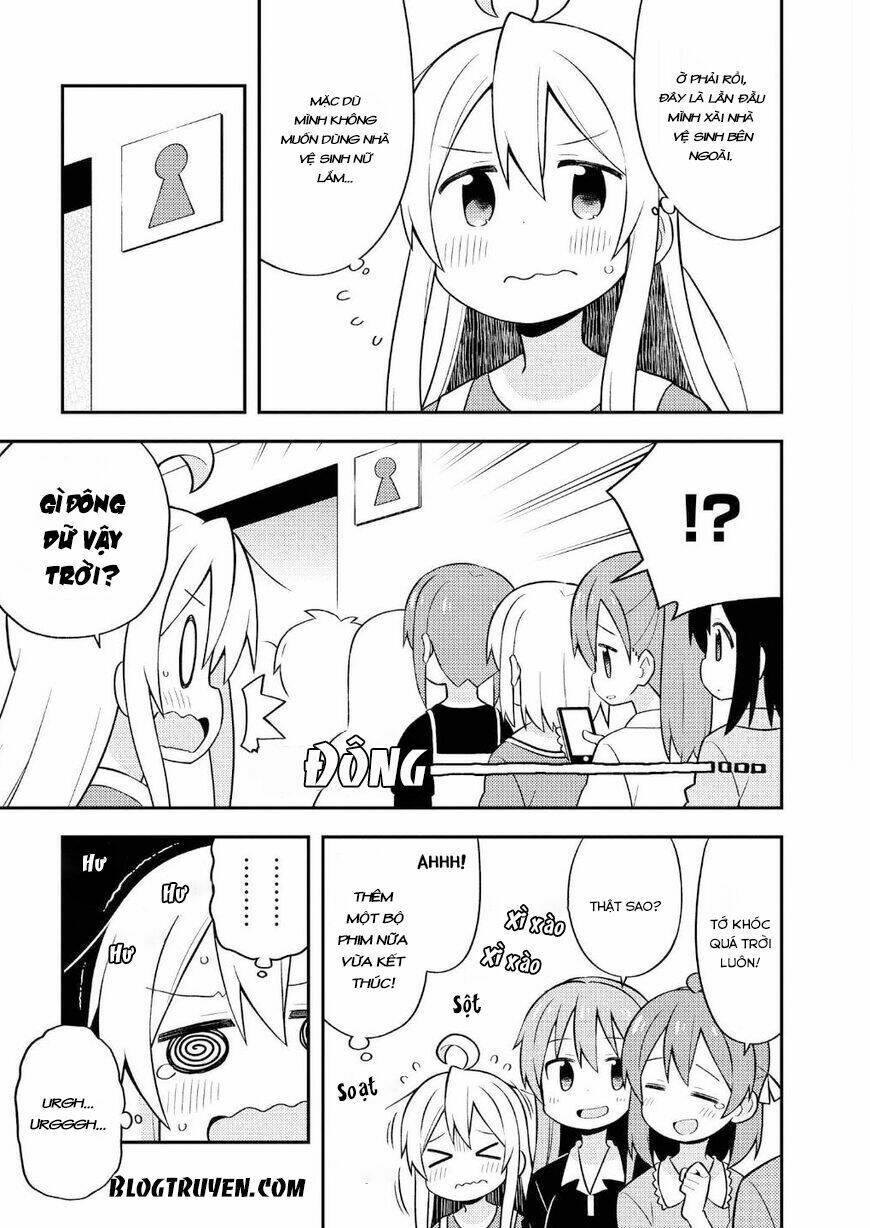 Ở PHẢI RỒI,
ĐÂY LÀ LẦN ĐẦU
MÌNH XÀI NHÀ
VỆ SINH BÊN
NGOÀI.
MẶC DÙ
MÌNH KHÔNG
MUỐN DÙNG NHÀ
VỆ SINH NỮ
LẮM...
!?
GÌ ĐÔNG
DỮ VẬY
TRỜI?
ĐÔNG
TỚ KHÓC
QUÁ TRỜI
LUÔN!
THẬT SAO?
XÌ XÀO
XÌ XÀO
AHHH!
THÊM
MỘT BỘ
PHIM NỮA
VỪA KẾT
THÚC!
SỘT
SOẠT
.........
HƯ
HƯ
HƯ
URGH...
URGGGH...
BLOGTRUYEN.COM